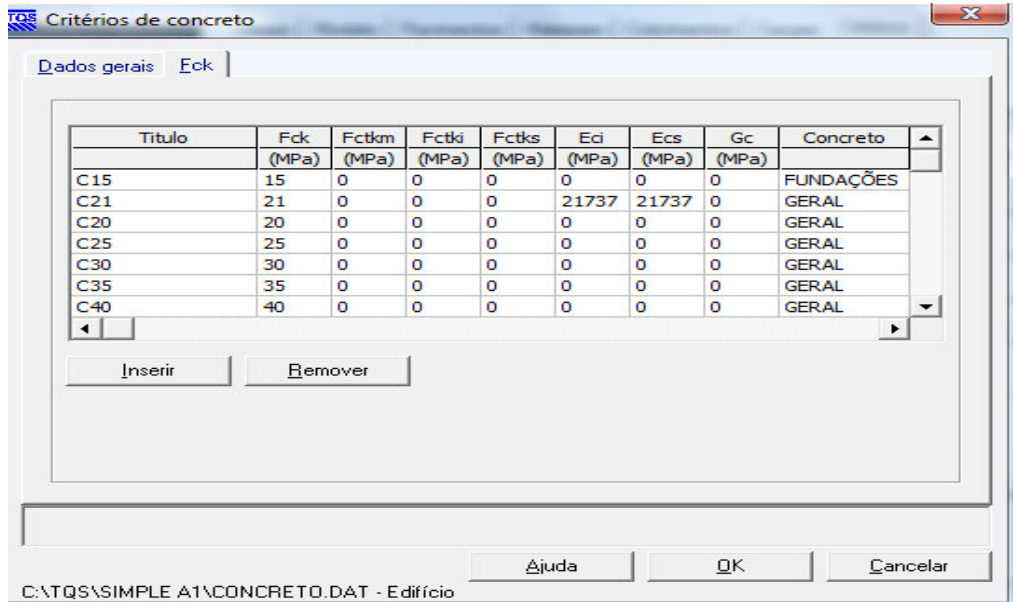 TQS Critérios de concreto
Dados gerais Fck
Titulo Fck Fctkm Fctki Fctks Eci Ecs Gc Concreto
(MPa) (MPa) (MPa) (MPa) (MPa) (MPa) (MPa)
C15 15 0 0 0 0 0 0 FUNDAÇÕES
C21 21 0 0 0 21737 21737 0 GERAL
C20 20 0 0 0 0 0 0 GERAL
C25 25 0 0 0 0 0 0 GERAL
C30 30 0 0 0 0 0 0 GERAL
C35 35 0 0 0 0 0 0 GERAL
C40 40 0 0 0 0 0 0 GERAL
Inserir Remover
Ajuda OK Cancelar
C:\TQS\SIMPLE A1\CONCRETO.DAT - Edifício